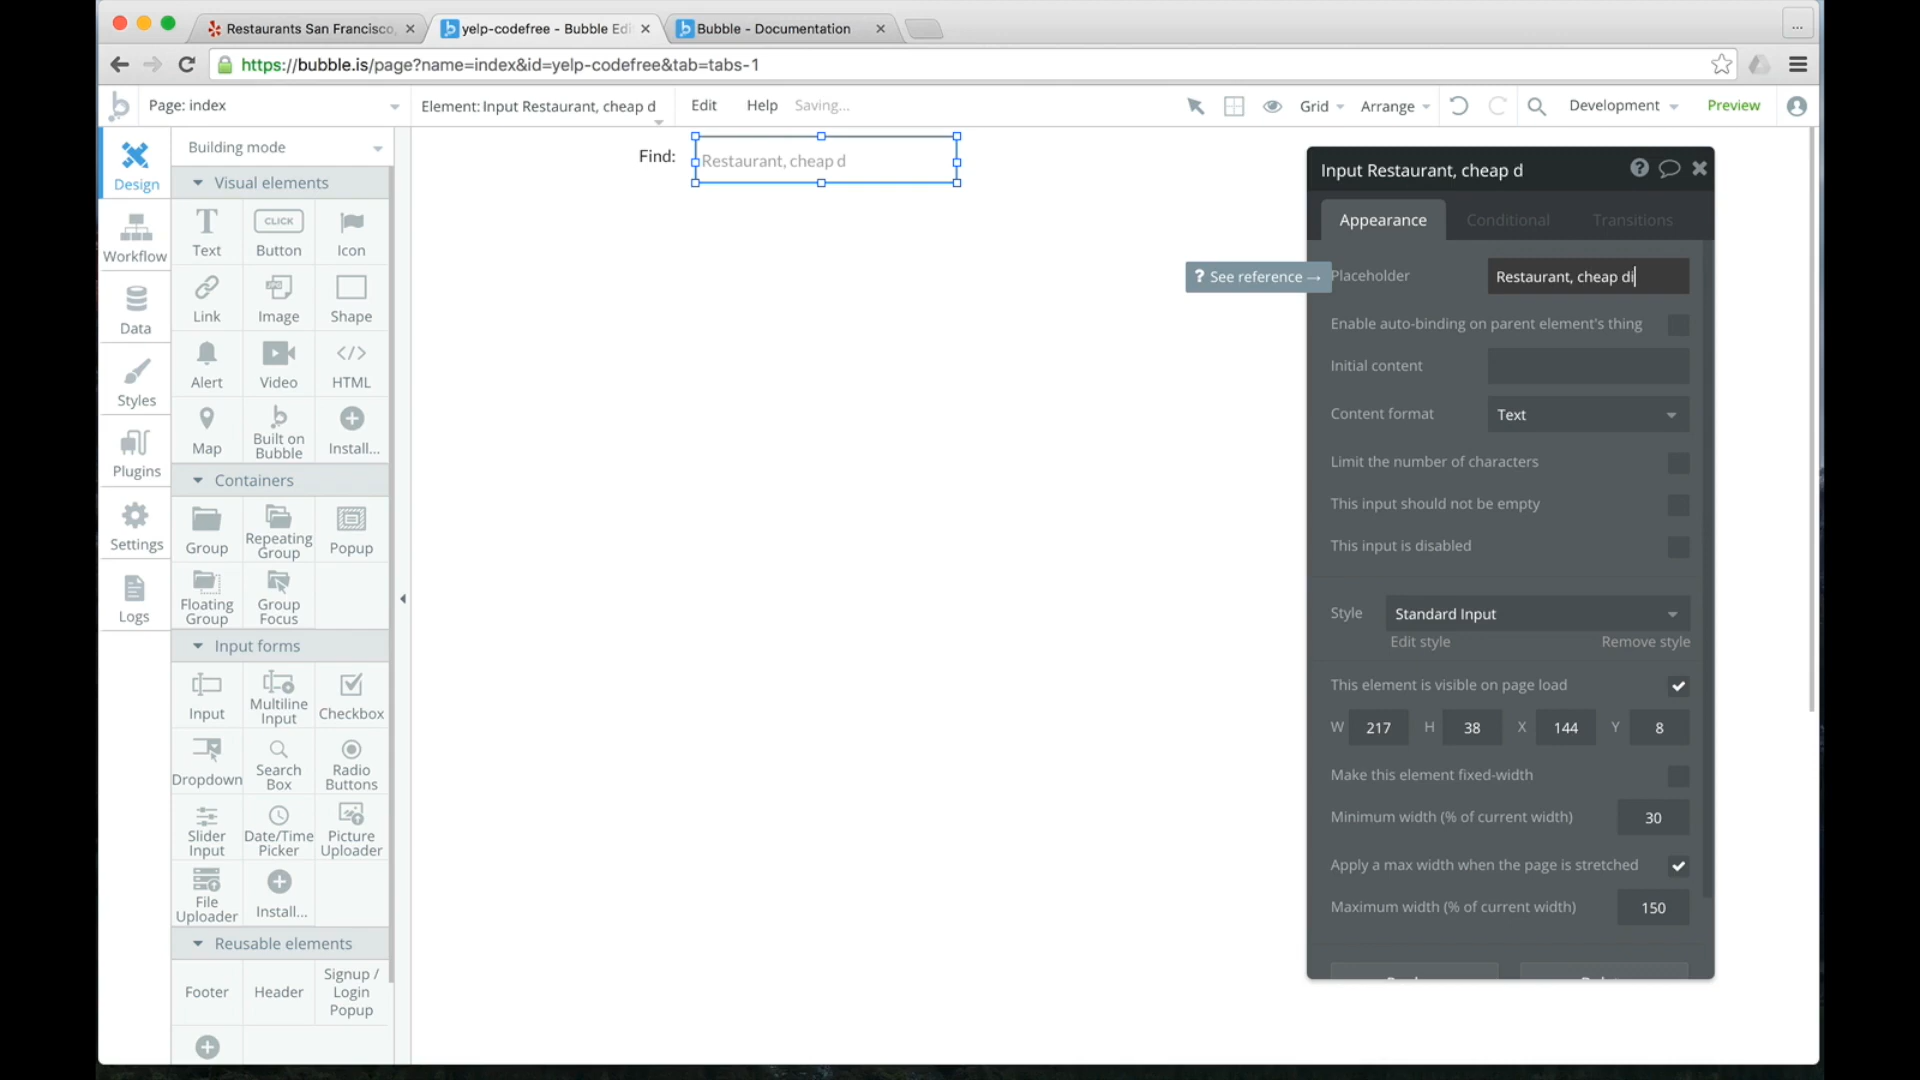 Restaurants San Francisco,
yelp-codefree - Bubble Edi
Bubble - Documentation
...
https://bubble.is/page?name=index&id=yelp-codefree&tab=tabs-1
Page: index
Element: Input Restaurant, cheap d
Edit
Help
Saving...
Grid
Arrange
Development
Preview
Design
Workflow
Data
Styles
Plugins
Settings
Logs
Building mode
Visual elements
Text
CLICK
Button
Icon
Link
Image
Shape
Alert
Video
HTML
Map
Built on
Bubble
Install...
Containers
Group
Repeating
Group
Popup
Floating
Group
Group
Focus
Input forms
Input
Multiline
Input
Checkbox
Dropdown
Search
Box
Radio
Buttons
Slider
Input
Date/Time
Picker
Picture
Uploader
File
Uploader
Install...
Reusable elements
Footer
Header
Signup /
Login
Popup
Find:
Restaurant, cheap d
Input Restaurant, cheap d
Appearance
Conditional
Transitions
? See reference →
Placeholder
Restaurant, cheap di
Enable auto-binding on parent element's thing
Initial content
Content format
Text
Limit the number of characters
This input should not be empty
This input is disabled
Style
Standard Input
Edit style
Remove style
This element is visible on page load
W 217 H 38 X 144 Y 8
Make this element fixed-width
Minimum width (% of current width)
30
Apply a max width when the page is stretched
Maximum width (% of current width)
150